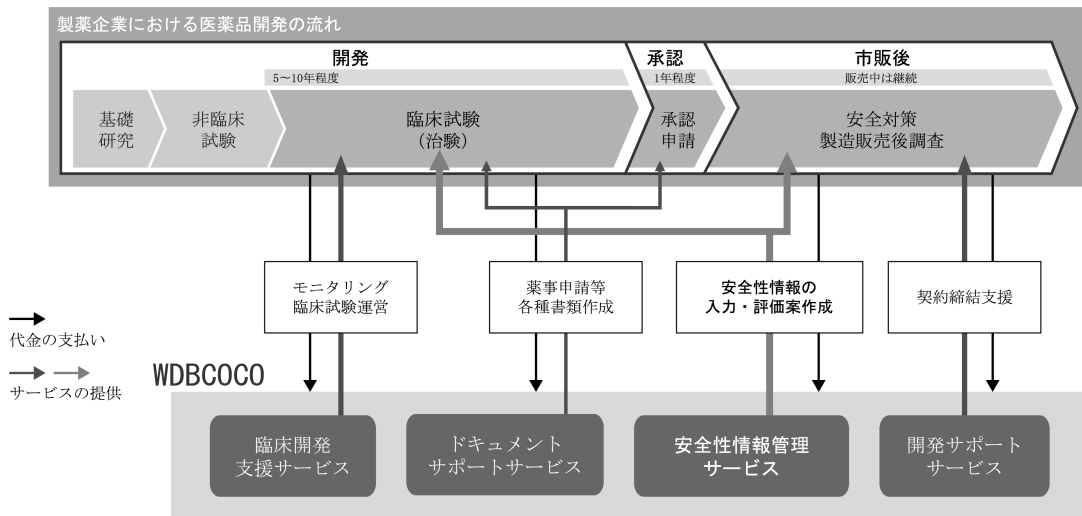 製薬企業における医薬品開発の流れ
開発
5～10年程度
承認
1年程度
市販後
販売中は継続
基礎
研究
非臨床
試験
臨床試験
(治験)
承認
申請
安全対策
製造販売後調査
モニタリング
臨床試験運営
薬事申請等
各種書類作成
安全性情報の
入力・評価案作成
契約締結支援
代金の支払い
サービスの提供
WDBCOCO
臨床開発
支援サービス
ドキュメント
サポートサービス
安全性情報管理
サービス
開発サポート
サービス